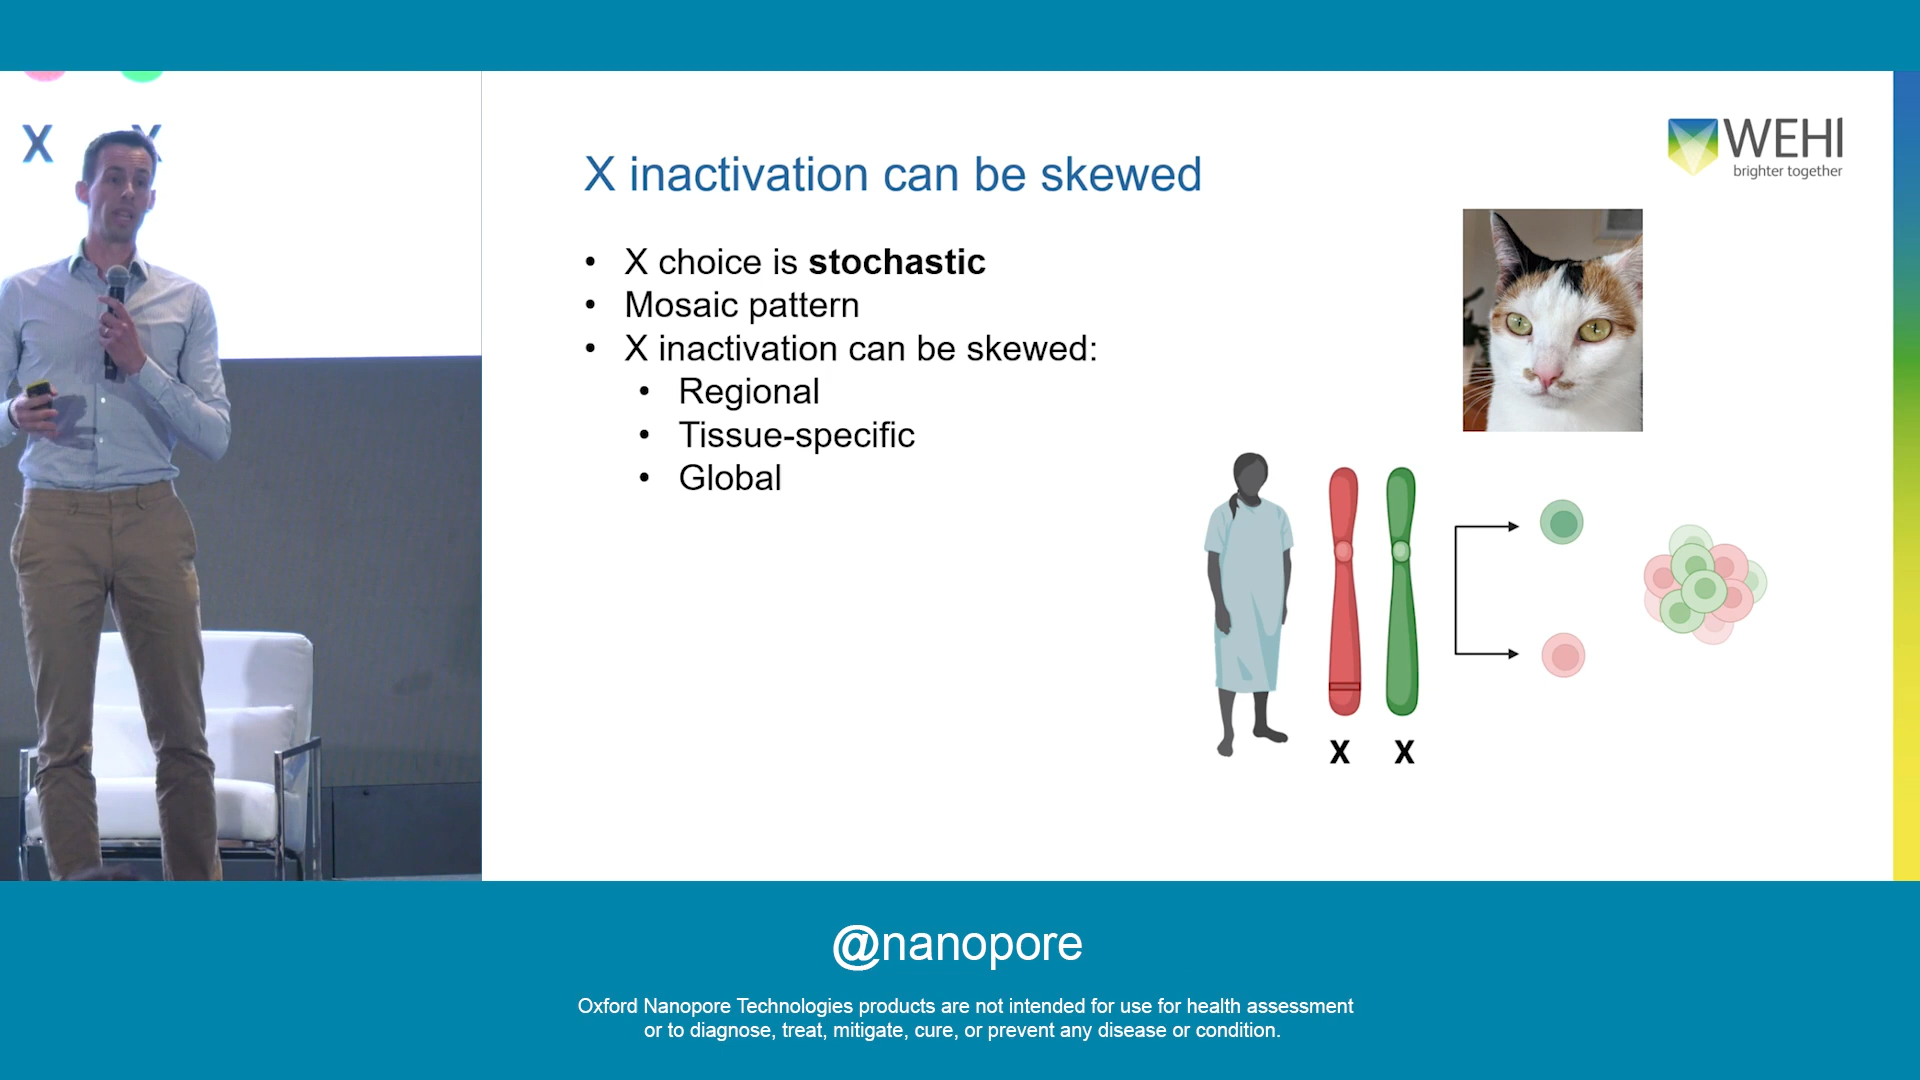 X X
X inactivation can be skewed
WEHI
brighter together
• X choice is stochastic
• Mosaic pattern
• X inactivation can be skewed:
• Regional
• Tissue-specific
• Global
X X
@nanopore
Oxford Nanopore Technologies products are not intended for use for health assessment
or to diagnose, treat, mitigate, cure, or prevent any disease or condition.